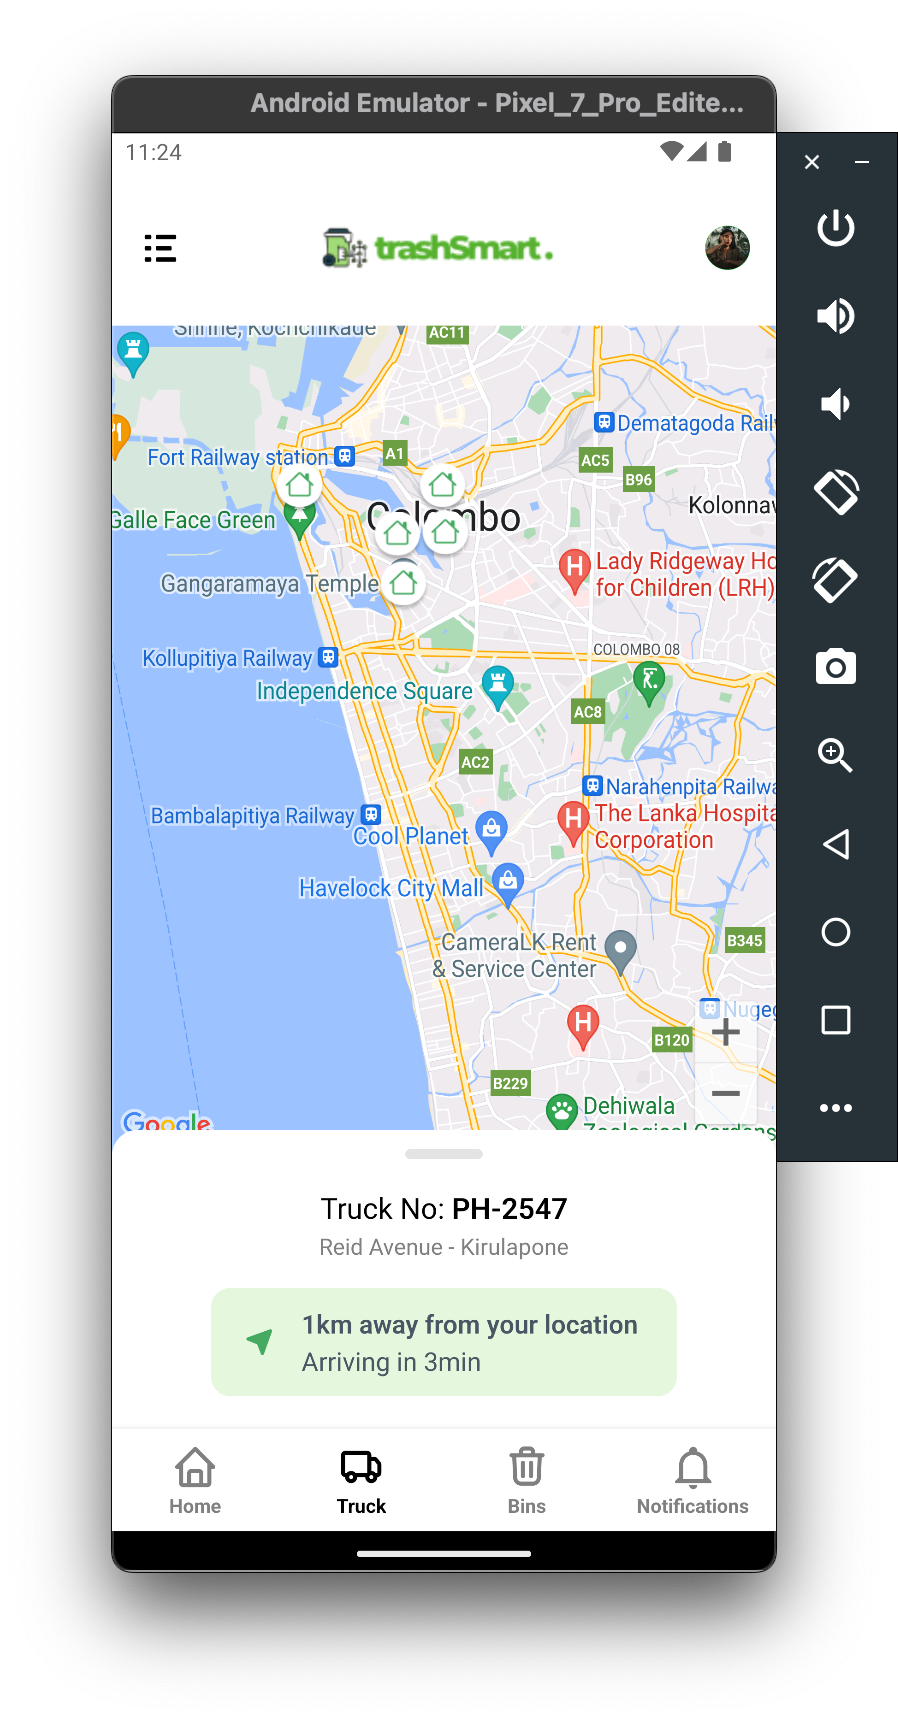 Android Emulator - Pixel_7_Pro_Edite...
11:24
trashSmart.
Shrine, Kochchikade
AC11
Dematagoda Rail
Fort Railway station
A1
AC5
B96
Kolonnaw
Colombo
Galle Face Green
Lady Ridgeway Ho
for Children (LRH)
Gangaramaya Temple
COLOMBO 08
Kollupitiya Railway
Independence Square
AC8
AC2
Narahenpita Railwa
Bambalapitiya Railway
The Lanka Hospita
Corporation
Cool Planet
Havelock City Mall
CameraLK Rent
& Service Center
B345
Nugeg
B120
B229
Dehiwala
Zoological Gardens
Google
Truck No: PH-2547
Reid Avenue - Kirulapone
1km away from your location
Arriving in 3min
Home
Truck
Bins
Notifications